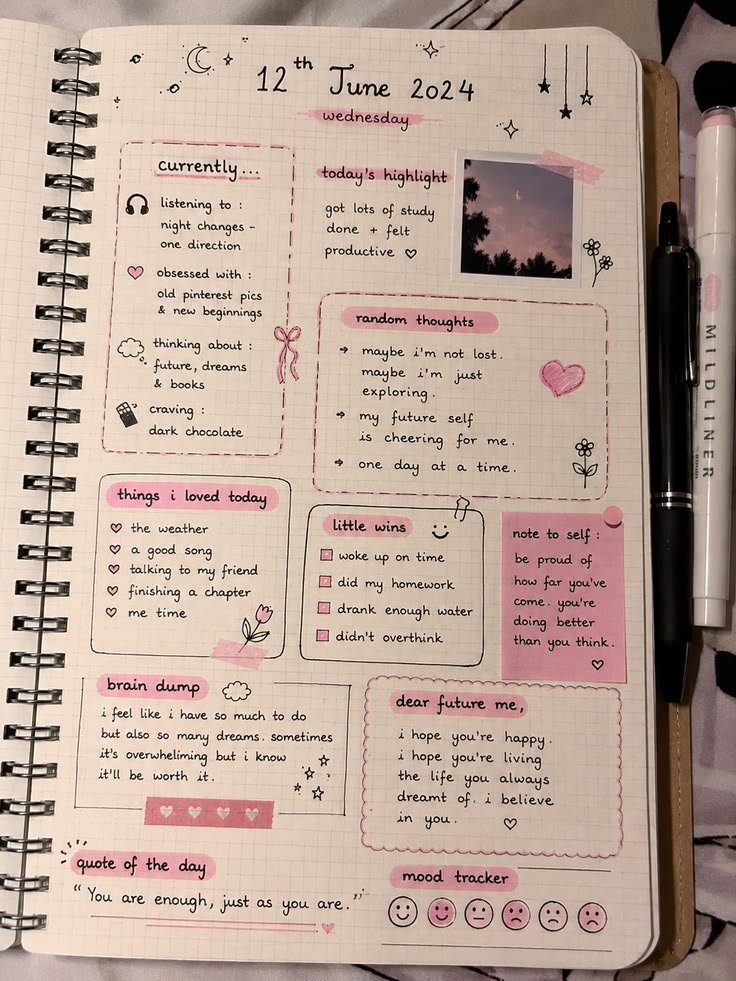 12th June 2024
wednesday
currently...
listening to :
night changes -
one direction
obsessed with :
old pinterest pics
& new beginnings
thinking about :
future, dreams
& books
craving :
dark chocolate
today's highlight
got lots of study
done + felt
productive ♡
random thoughts
→ maybe i'm not lost.
maybe i'm just
exploring.
→ my future self
is cheering for me.
→ one day at a time.
things i loved today
the weather
a good song
talking to my friend
finishing a chapter
me time
little wins
woke up on time
did my homework
drank enough water
didn't overthink
note to self :
be proud of
how far you've
come. you're
doing better
than you think.
brain dump
i feel like i have so much to do
but also so many dreams. sometimes
it's overwhelming but i know
it'll be worth it.
dear future me,
i hope you're happy.
i hope you're living
the life you always
dreamt of. i believe
in you.
quote of the day
"You are enough, just as you are."
mood tracker
MILDLINER